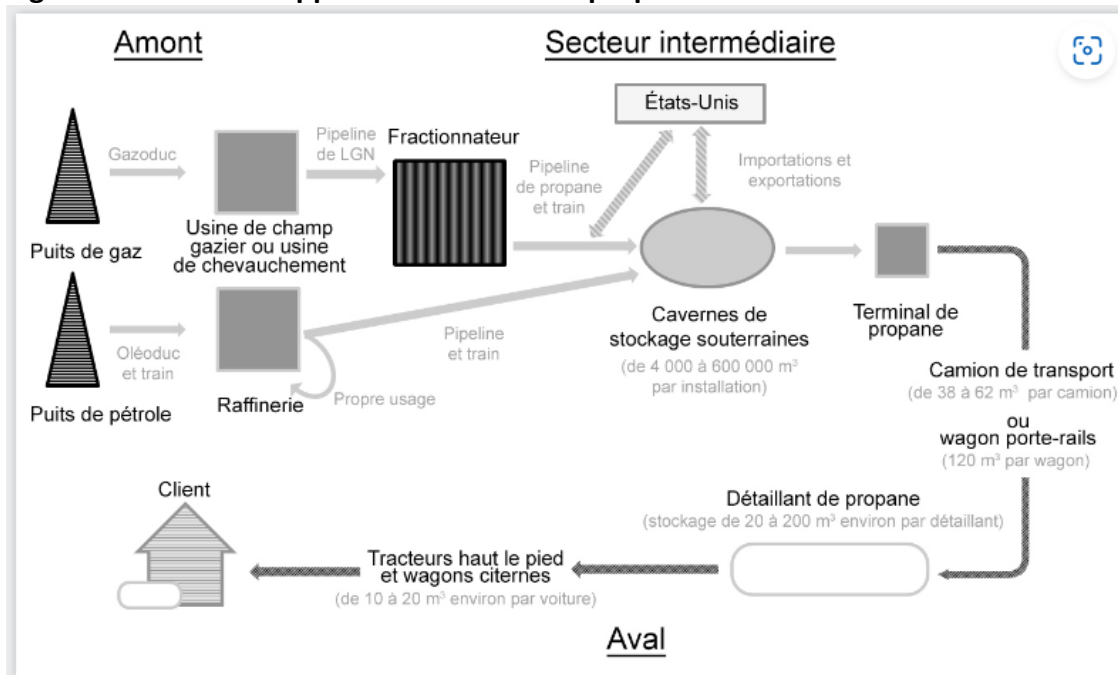 Amont
Secteur intermédiaire
États-Unis
Gazoduc
Pipeline
de LGN
Fractionnateur
Pipeline
de propane
et train
Importations et
exportations
Puits de gaz
Usine de champ
gazier ou usine
de chevauchement
Oléoduc
et train
Pipeline
et train
Cavernes de
stockage souterraines
(de 4 000 à 600 000 m³
par installation)
Terminal de
propane
Puits de pétrole
Raffinerie
Propre usage
Camion de transport
(de 38 à 62 m³ par camion)
ou
wagon porte-rails
(120 m³ par wagon)
Client
Détaillant de propane
(stockage de 20 à 200 m³ environ par détaillant)
Tracteurs haut le pied
et wagons citernes
(de 10 à 20 m³ environ par voiture)
Aval